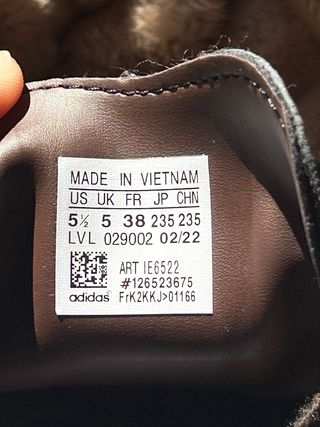 MADE IN VIETNAM
US UK FR JP CHN
5½ 5 38 235 235
LVL 029002 02/22
ART IE6522
#126523675
adidas FrK2KKJ>01166